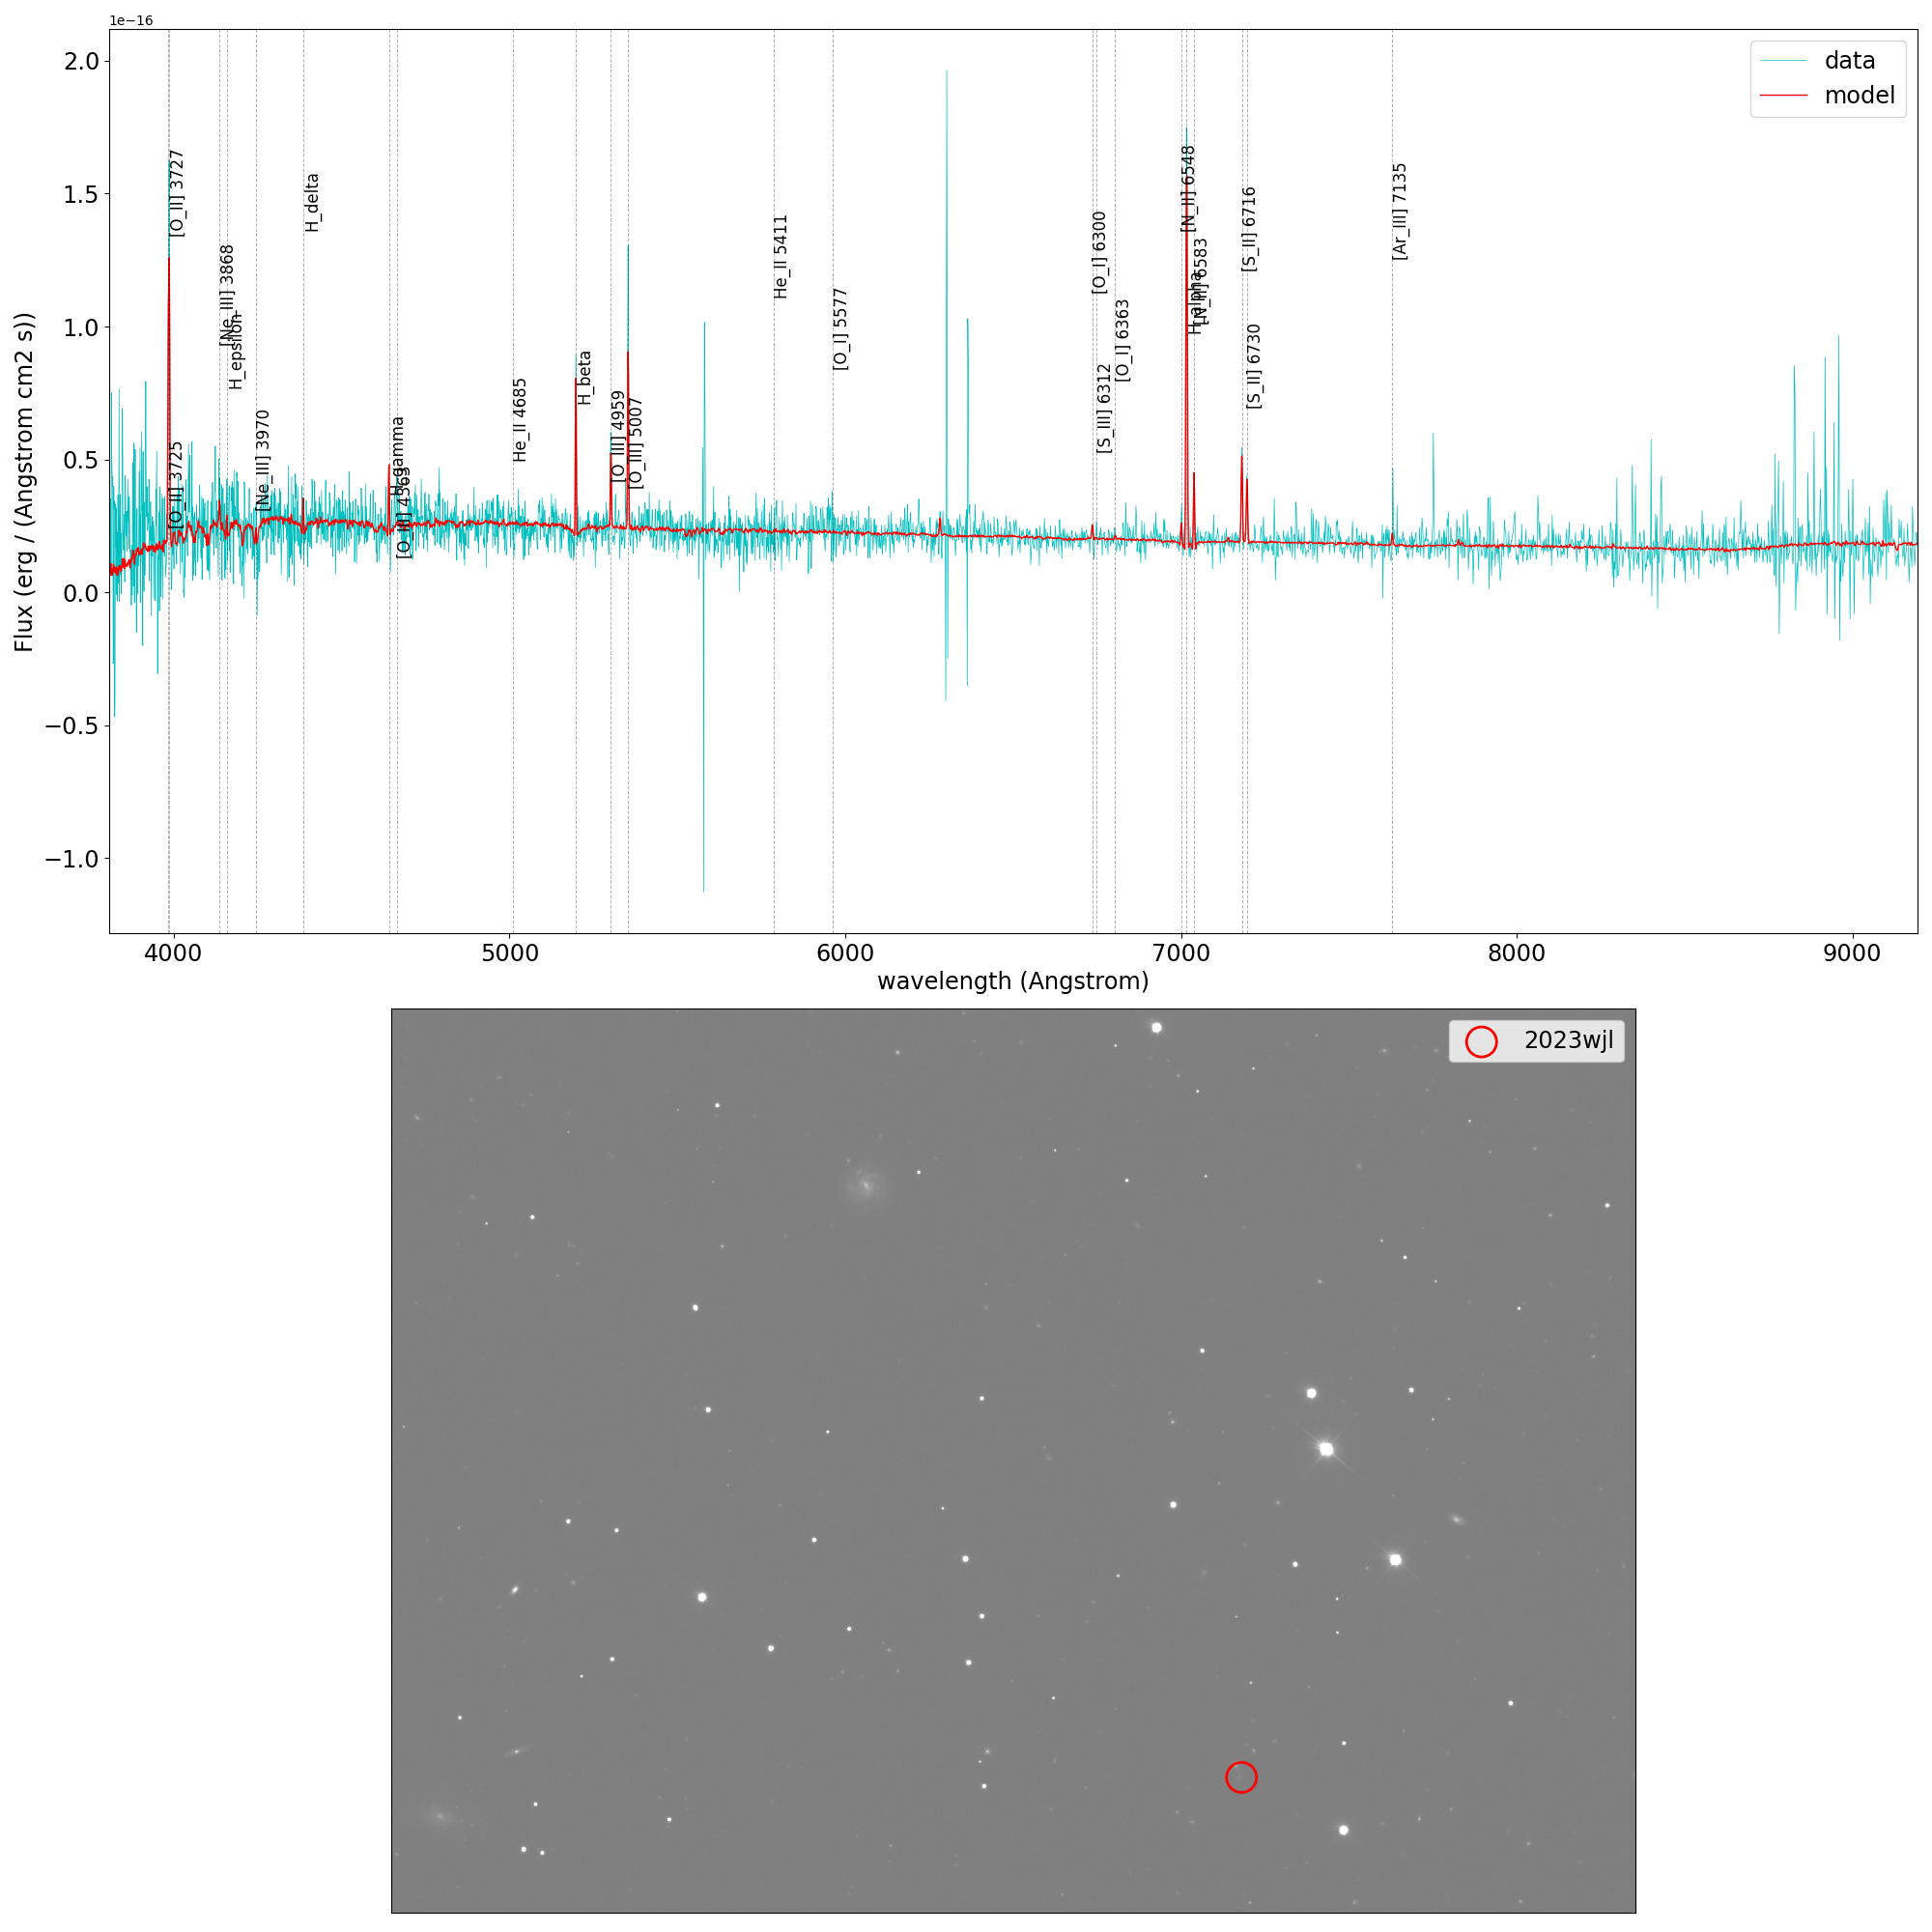 1e−16
data
model
2.0
1.5
1.0
0.5
0.0
−0.5
−1.0
Flux (erg / (Angstrom cm2 s))
[O_II] 3727
[O_II] 3725
[Ne_III] 3868
H_epsilon
[Ne_III] 3970
H_delta
H_gamma
[O_III] 4363
He_II 4685
H_beta
[O_III] 4959
[O_III] 5007
He_II 5411
[O_I] 5577
[O_I] 6300
[S_III] 6312
[O_I] 6363
[N_II] 6548
H_alpha
[N_II] 6583
[S_II] 6716
[S_II] 6730
[Ar_III] 7135
4000
5000
6000
7000
8000
9000
wavelength (Angstrom)
2023wjl